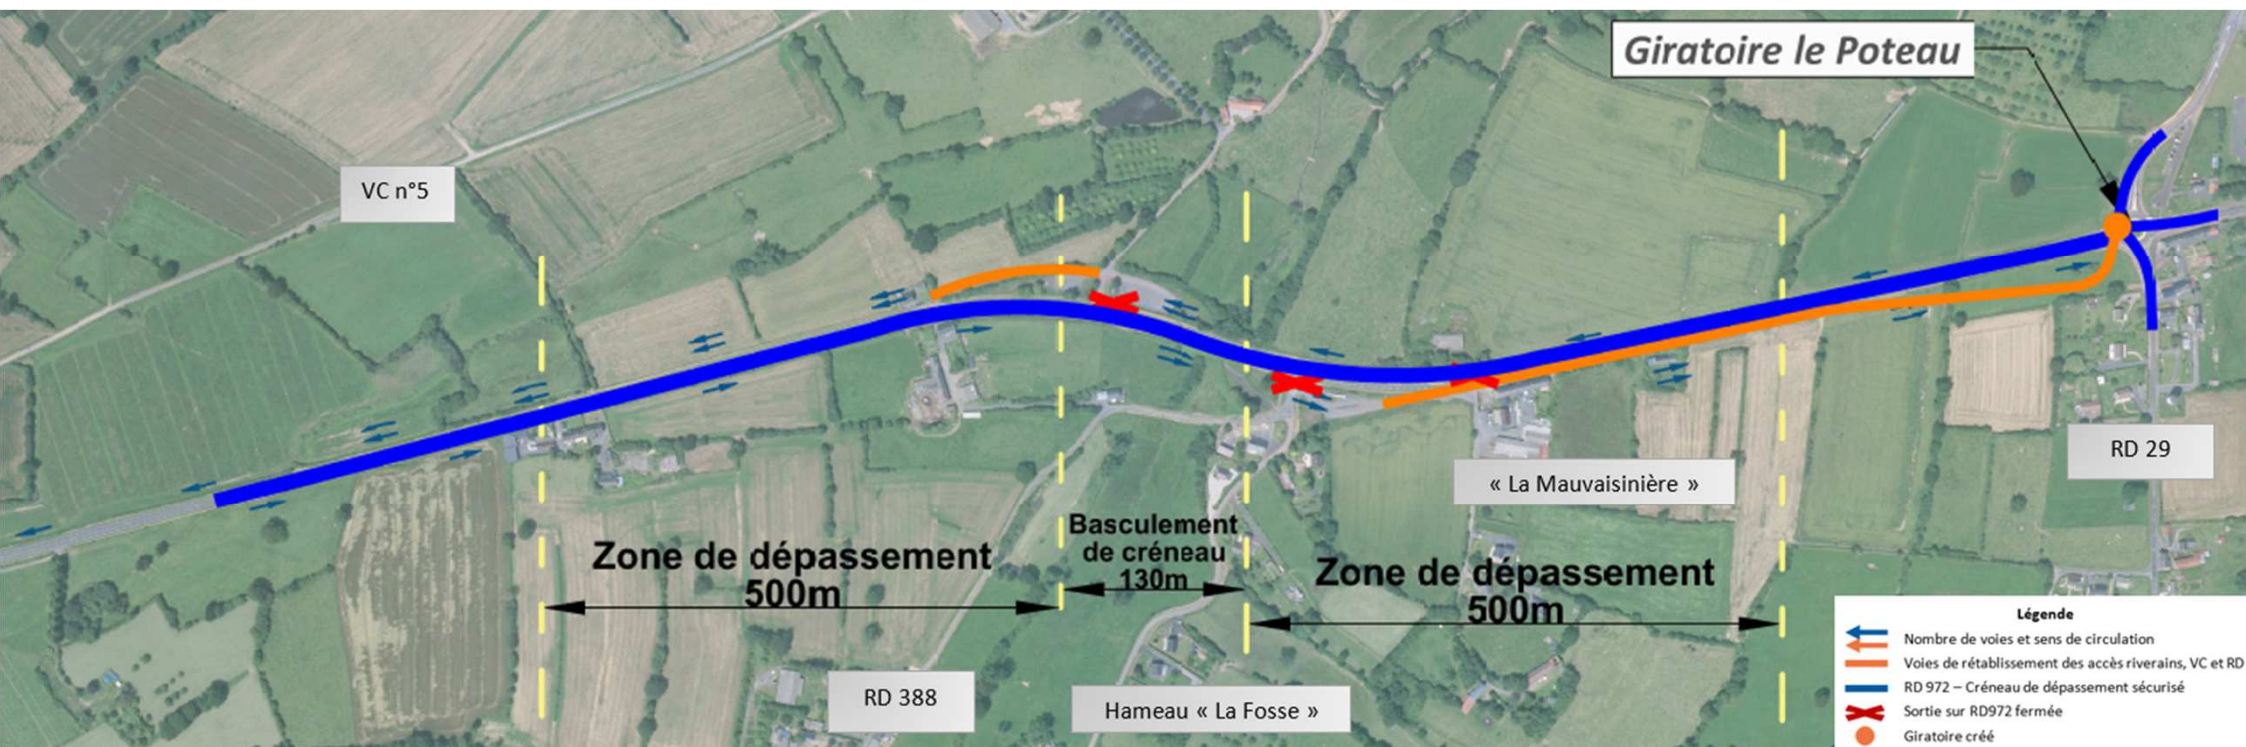 Giratoire le Poteau
VC n°5
RD 29
« La Mauvaisinière »
Basculement
de créneau
130m
Zone de dépassement
500m
Zone de dépassement
500m
RD 388
Hameau « La Fosse »
Légende
Nombre de voies et sens de circulation
Voies de rétablissement des accès riverains, VC et RD
RD 972 – Créneau de dépassement sécurisé
Sortie sur RD972 fermée
Giratoire créé